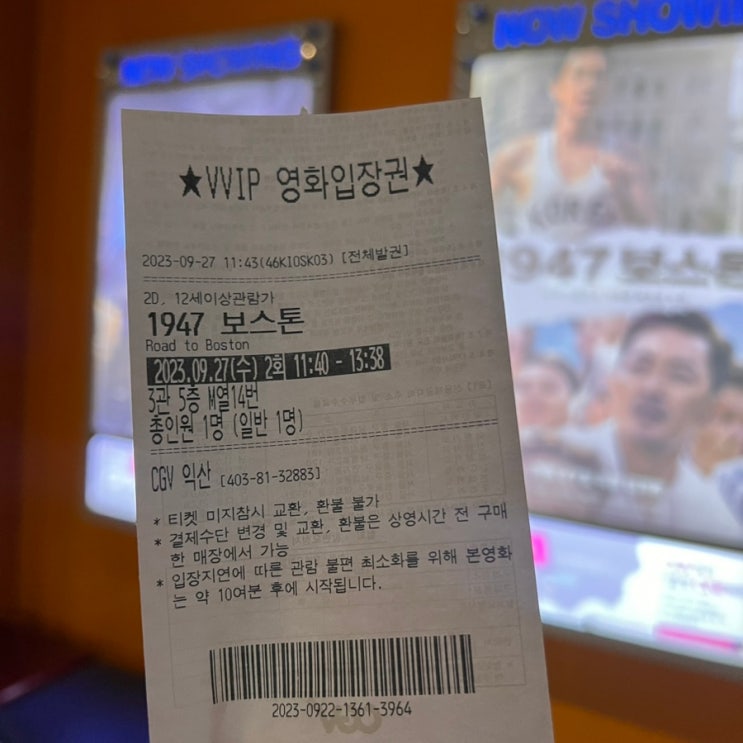 NOW SHOWING
NOW SHOWI
★VVIP 영화입장권★
2023-09-27 11:43(46KIOSK03) [전체발권]
2D, 12세이상관람가
1947 보스톤
Road to Boston
2023.09.27(수) 2회 11:40 - 13:38
3관 5층 M열14번
총인원 1명 (일반 1명)
CGV 익산 [403-81-32883]
* 티켓 미지참시 교환, 환불 불가
* 결제수단 변경 및 교환, 환불은 상영시간 전 구매
한 매장에서 가능
* 입장지연에 따른 관람 불편 최소화를 위해 본영화
는 약 10여분 후에 시작됩니다.
2023-0922-1361-3964
KOREA
1947 보스톤